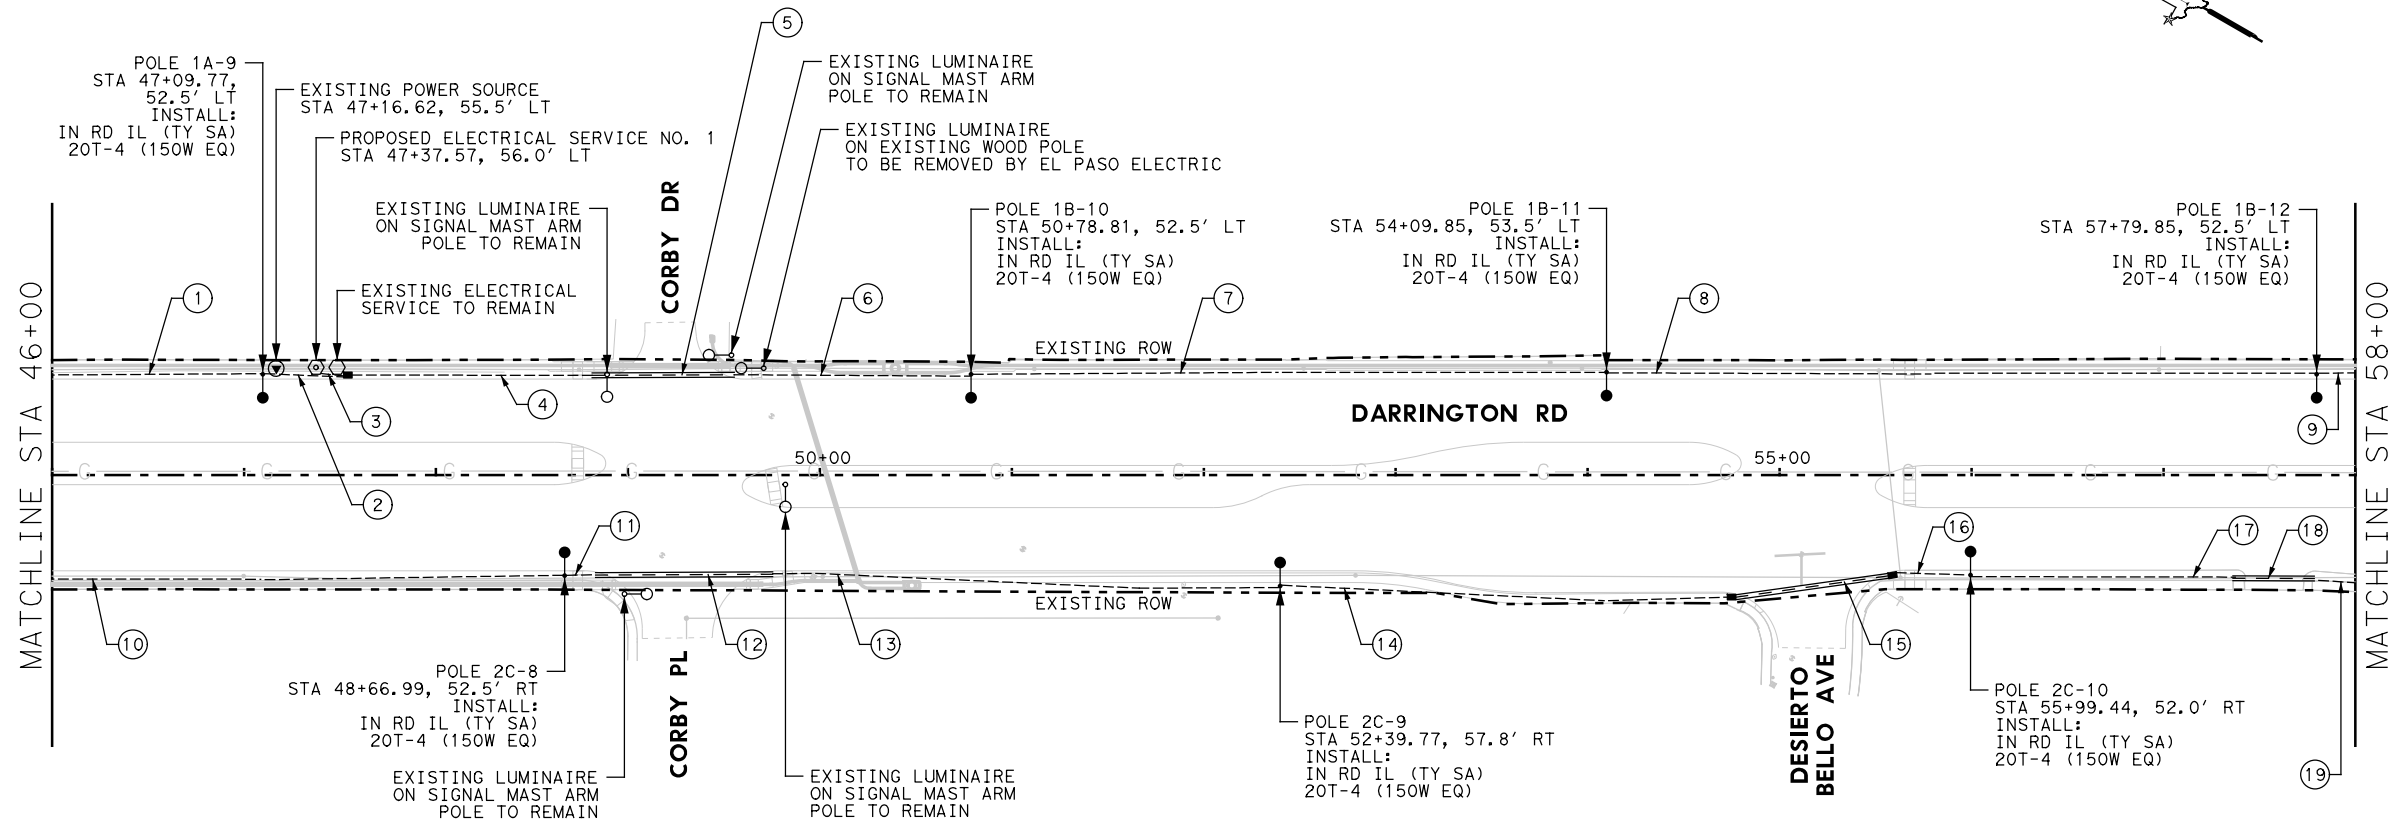 POLE 1A-9
STA 47+09.77,
52.5' LT
INSTALL:
IN RD IL (TY SA)
20T-4 (150W EQ)
EXISTING POWER SOURCE
STA 47+16.62, 55.5' LT
PROPOSED ELECTRICAL SERVICE NO. 1
STA 47+37.57, 56.0' LT
5
EXISTING LUMINAIRE
ON SIGNAL MAST ARM
POLE TO REMAIN
EXISTING LUMINAIRE
ON EXISTING WOOD POLE
TO BE REMOVED BY EL PASO ELECTRIC
EXISTING LUMINAIRE
ON SIGNAL MAST ARM
POLE TO REMAIN
CORBY DR
POLE 1B-10
STA 50+78.81, 52.5' LT
INSTALL:
IN RD IL (TY SA)
20T-4 (150W EQ)
POLE 1B-11
STA 54+09.85, 53.5' LT
INSTALL:
IN RD IL (TY SA)
20T-4 (150W EQ)
POLE 1B-12
STA 57+79.85, 52.5' LT
INSTALL:
IN RD IL (TY SA)
20T-4 (150W EQ)
EXISTING ELECTRICAL
SERVICE TO REMAIN
1
6
7
8
EXISTING ROW
MATCHLINE STA 46+00
MATCHLINE STA 58+00
3
4
DARRINGTON RD
9
G G G G G G G G G G G G G
50+00
55+00
2
11
16
17
18
EXISTING ROW
10
12
13
14
15
19
POLE 2C-8
STA 48+66.99, 52.5' RT
INSTALL:
IN RD IL (TY SA)
20T-4 (150W EQ)
CORBY PL
EXISTING LUMINAIRE
ON SIGNAL MAST ARM
POLE TO REMAIN
EXISTING LUMINAIRE
ON SIGNAL MAST ARM
POLE TO REMAIN
POLE 2C-9
STA 52+39.77, 57.8' RT
INSTALL:
IN RD IL (TY SA)
20T-4 (150W EQ)
DESIERTO
BELLO AVE
POLE 2C-10
STA 55+99.44, 52.0' RT
INSTALL:
IN RD IL (TY SA)
20T-4 (150W EQ)